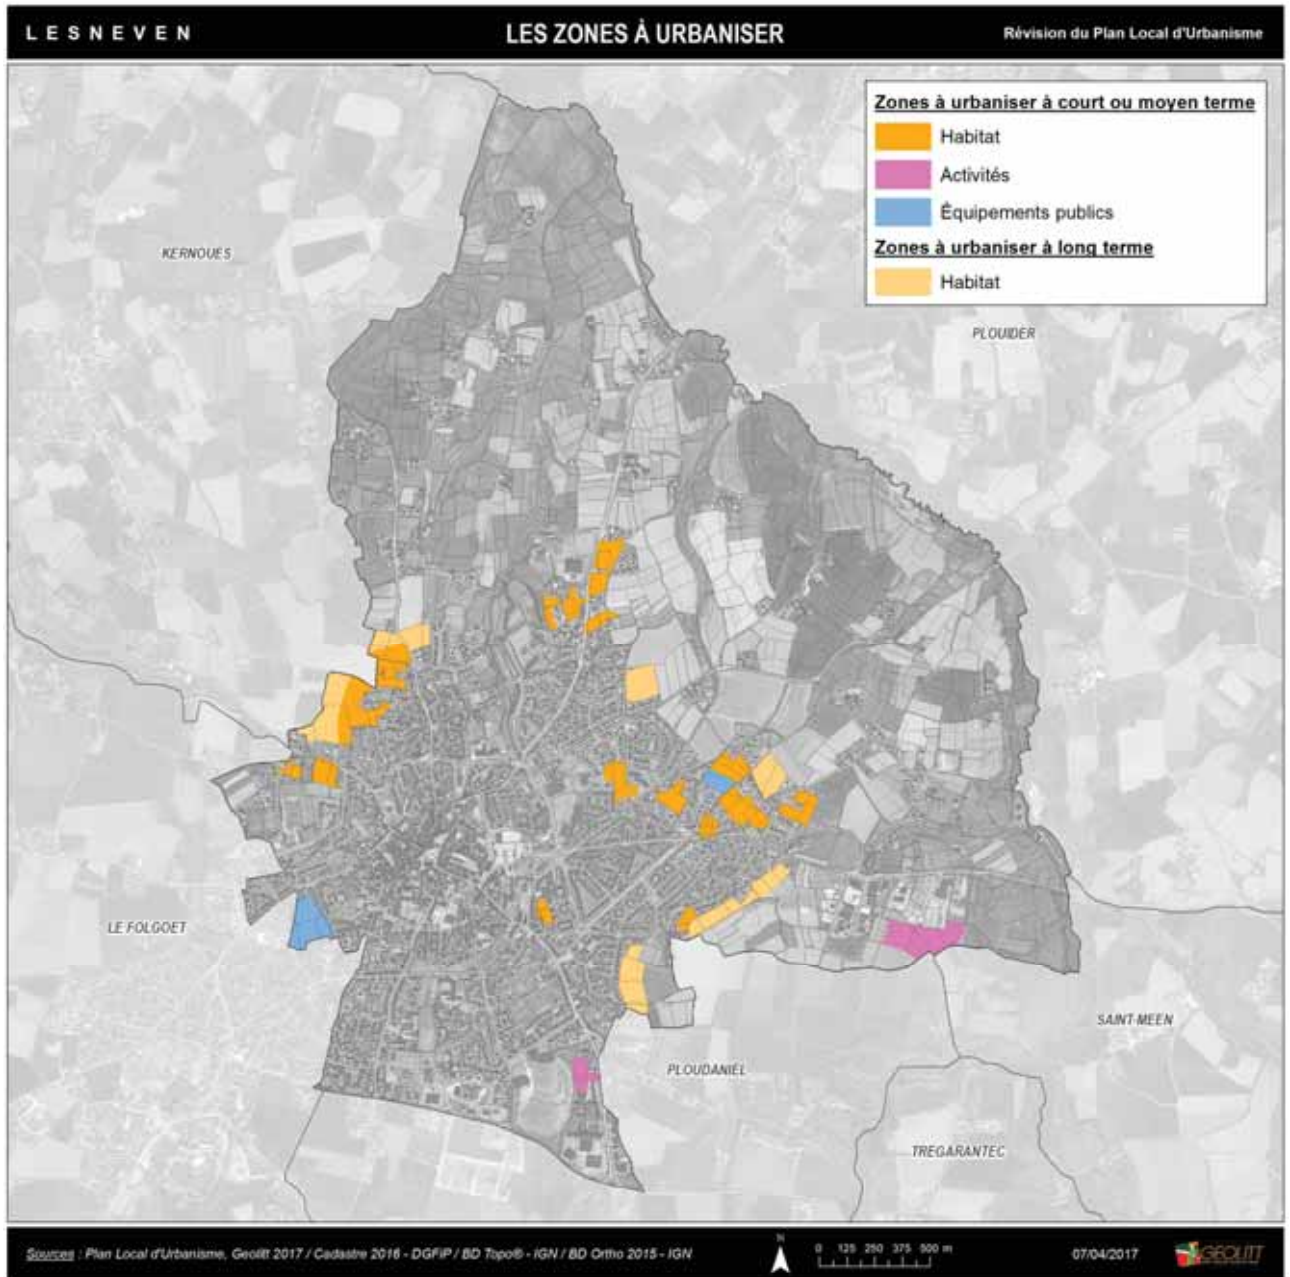 LESNEVEN
LES ZONES À URBANISER
Révision du Plan Local d'Urbanisme
Zones à urbaniser à court ou moyen terme
Habitat
Activités
Équipements publics
Zones à urbaniser à long terme
Habitat
KERNOUES
PLOUIDER
LE FOLGOET
SAINT-MEEN
PLOUDANIEL
TREGARANTEC
Sources : Plan Local d'Urbanisme, Geolitt 2017 / Cadastre 2016 - DGFiP / BD Topo® - IGN / BD Ortho 2015 - IGN
N
0 125 250 375 500 m
07/04/2017
GEOLITT